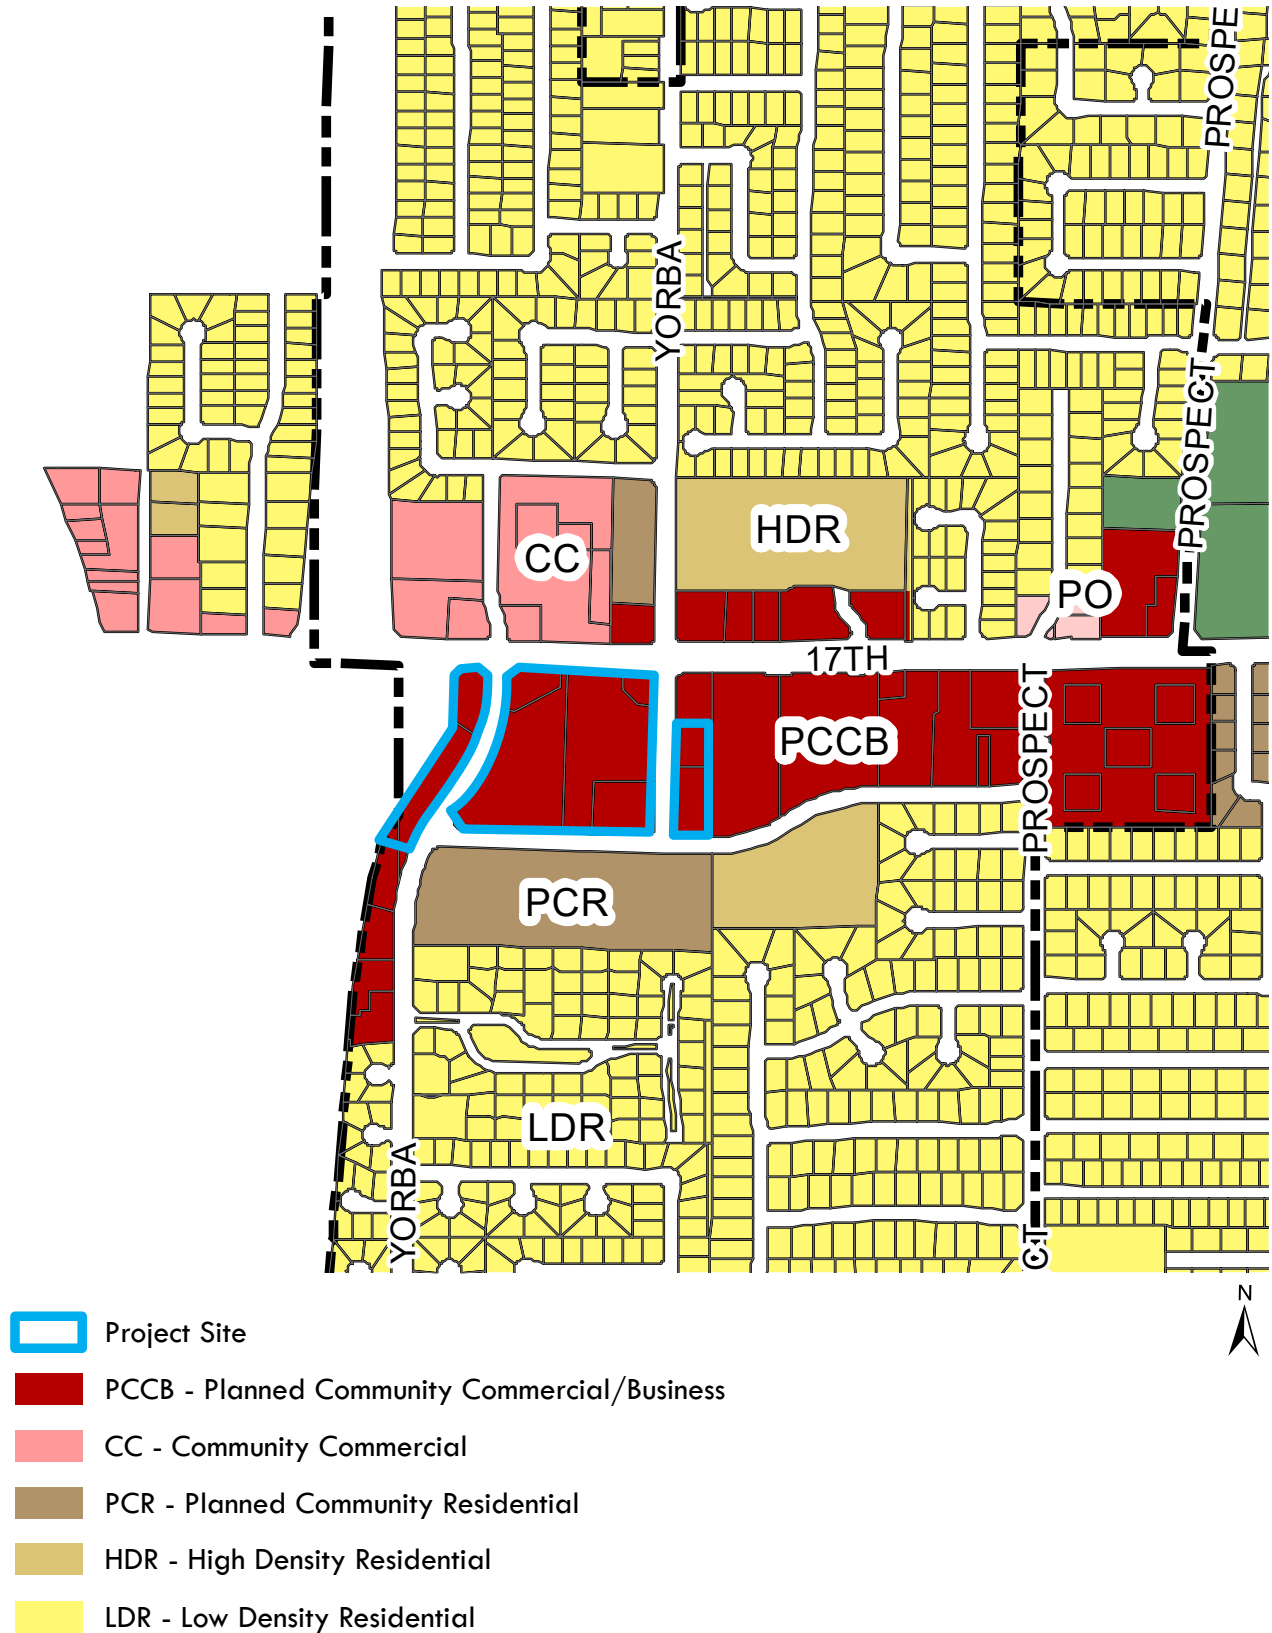 PROSPE
YORBA
PROSPECT
HDR
CC
PO
17TH
PROSPECT
PCCB
PCR
LDR
YORBA
CT
N
Project Site
PCCB - Planned Community Commercial/Business
CC - Community Commercial
PCR - Planned Community Residential
HDR - High Density Residential
LDR - Low Density Residential